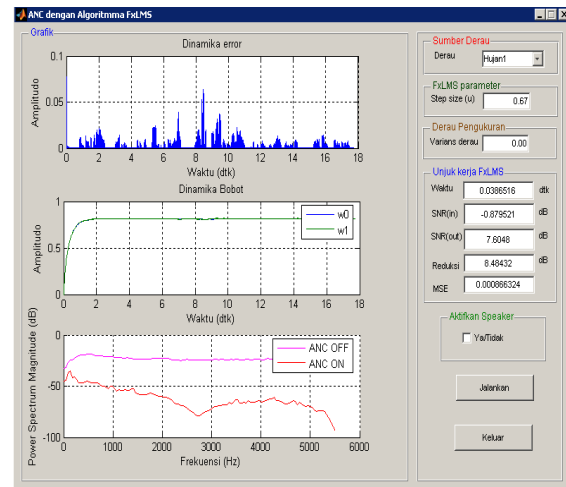 ANC dengan Algoritmma FxLMS
Grafik
Dinamika error
Amplitudo
0.1
0.05
0
0 2 4 6 8 10 12 14 16 18
Waktu (dtk)
Dinamika Bobot
Amplitudo
1
0.5
0
w0
w1
0 2 4 6 8 10 12 14 16 18
Waktu (dtk)
Power Spectrum Magnitude (dB)
0
-50
-100
ANC OFF
ANC ON
0 1000 2000 3000 4000 5000 6000
Frekuensi (Hz)
Sumber Derau
Derau Hujan1
FxLMS parameter
Step size (u) 0.67
Derau Pengukuran
Varians derau 0.00
Unjuk kerja FxLMS
Waktu 0.0386516 dtk
SNR(in) -0.879521 dB
SNR(out) 7.6048 dB
Reduksi 8.48432 dB
MSE 0.000866324
Aktifkan Speaker
Ya/Tidak
Jalankan
Keluar